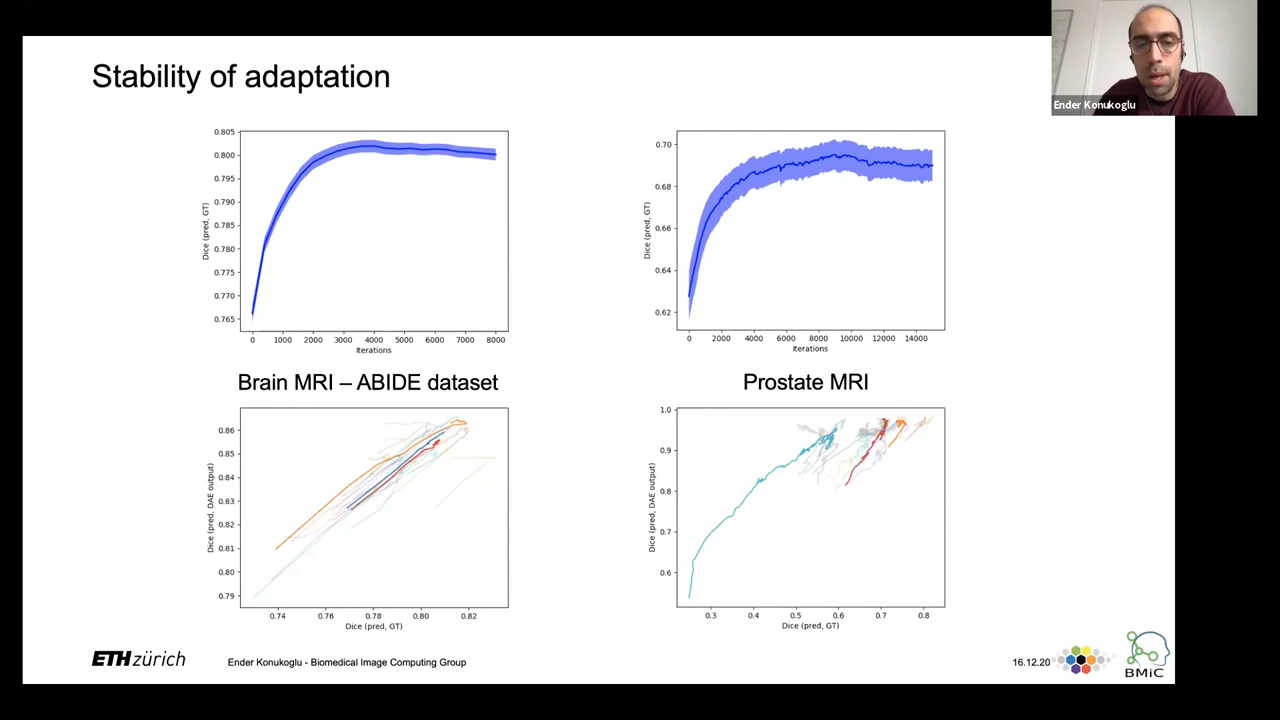 Stability of adaptation
Ender Konukoglu
0.805
0.800
0.795
0.790
0.785
0.780
0.775
0.770
0.765
Dice (pred, GT)
0 1000 2000 3000 4000 5000 6000 7000 8000
Iterations
0.70
0.68
0.66
0.64
0.62
Dice (pred, GT)
0 2000 4000 6000 8000 10000 12000 14000
Iterations
Brain MRI – ABIDE dataset
Prostate MRI
0.86
0.85
0.84
0.83
0.82
0.81
0.80
0.79
Dice (pred, DAE output)
0.74 0.76 0.78 0.80 0.82
Dice (pred, GT)
1.0
0.9
0.8
0.7
0.6
Dice (pred, DAE output)
0.3 0.4 0.5 0.6 0.7 0.8
Dice (pred, GT)
ETH zürich
Ender Konukoglu - Biomedical Image Computing Group
16.12.20
BMiC